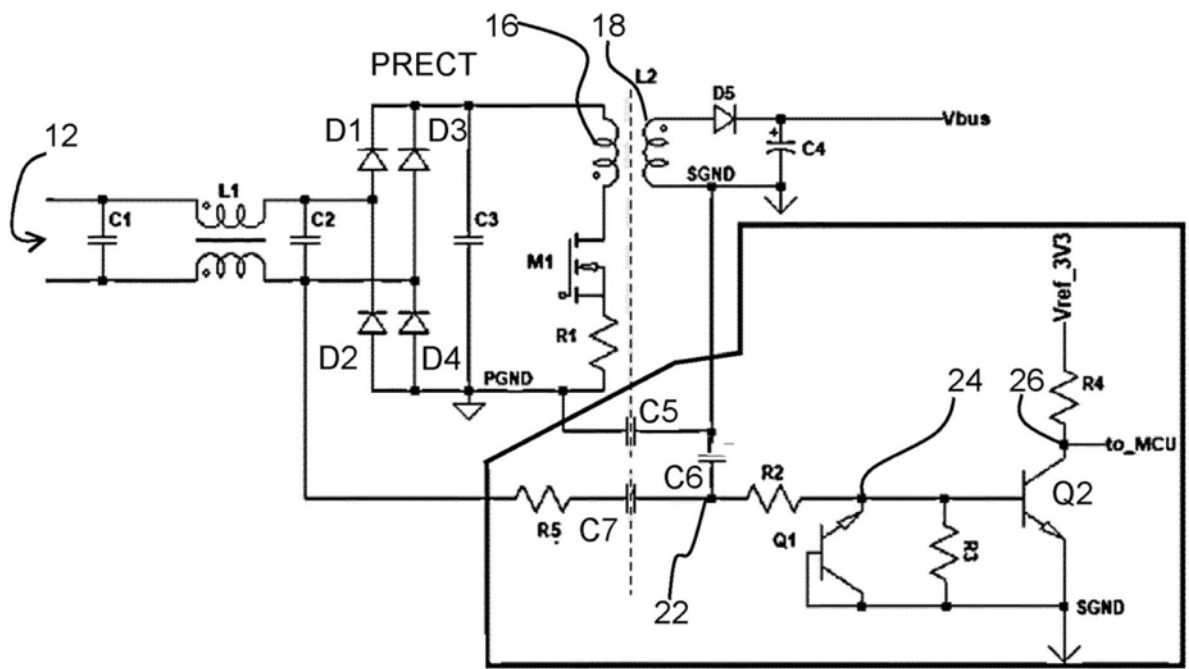 16
18
PRECT
L2
D5
Vbus
D1
D3
12
C4
SGND
L1
C1
C2
C3
M1
Vref_3V3
R1
D2
D4
PGND
24
26
R4
C5
to_MCU
C6
R2
Q2
R5
C7
Q1
R3
22
SGND